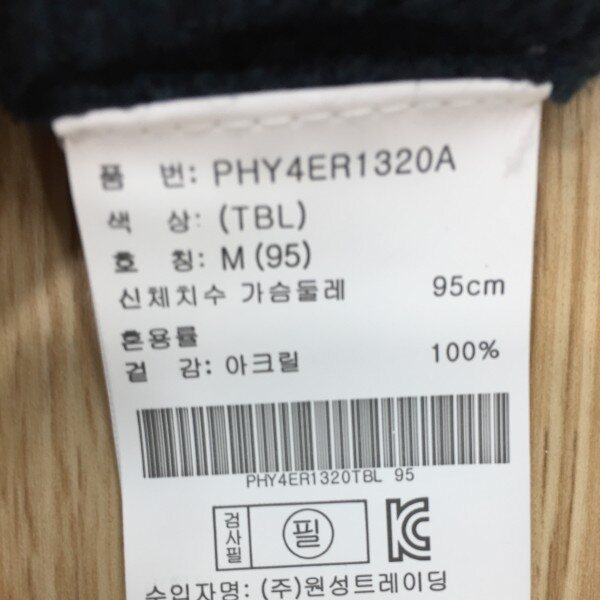 품 번: PHY4ER1320A
색 상: (TBL)
호 칭: M (95)
신체치수 가슴둘레 95cm
혼용률
겉 감: 아크릴 100%
PHY4ER1320TBL 95
검사필 필 KC
수입자명: (주)원성트레이딩